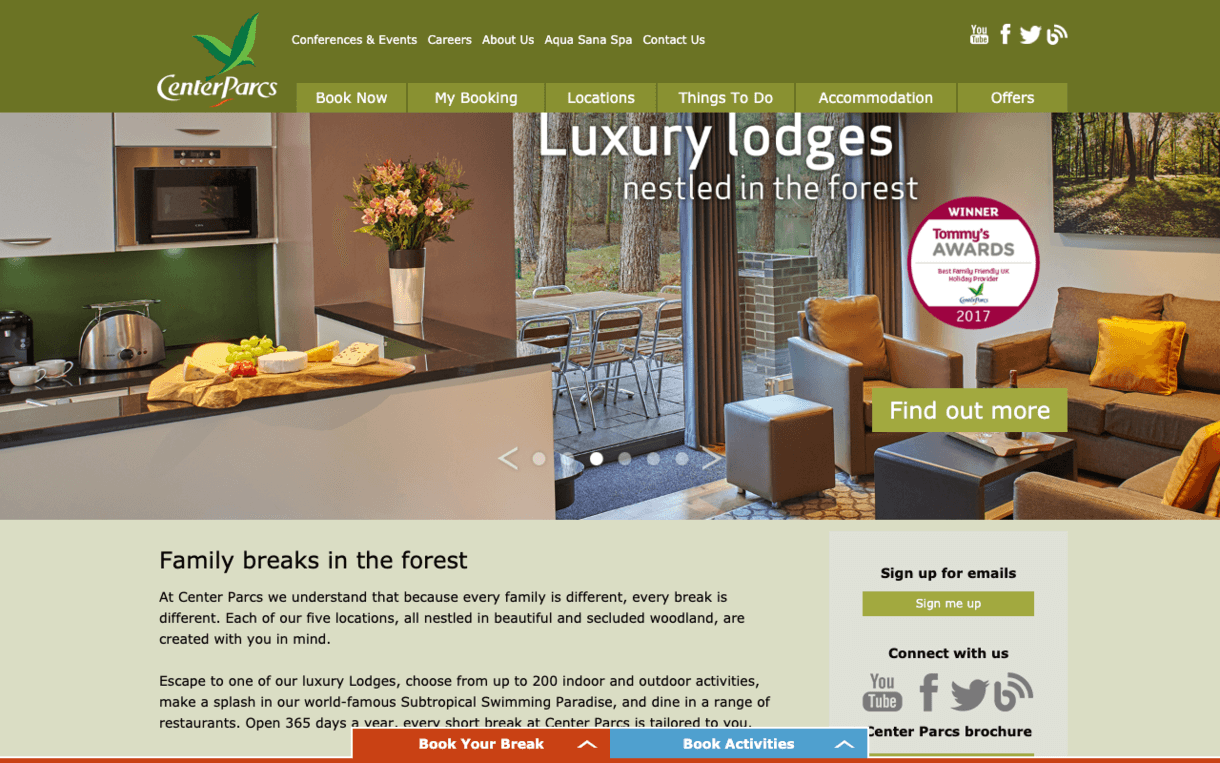 Conferences & Events Careers About Us Aqua Sana Spa Contact Us
You
Tube
CenterParcs
Book Now My Booking Locations Things To Do Accommodation Offers
Luxury lodges
nestled in the forest
WINNER
Tommy's
AWARDS
Best Family Friendly UK
Holiday Provider
CenterParcs
2017
Find out more
Family breaks in the forest
At Center Parcs we understand that because every family is different, every break is
different. Each of our five locations, all nestled in beautiful and secluded woodland, are
created with you in mind.
Escape to one of our luxury Lodges, choose from up to 200 indoor and outdoor activities,
make a splash in our world-famous Subtropical Swimming Paradise, and dine in a range of
restaurants. Open 365 days a year, every short break at Center Parcs is tailored to you.
Sign up for emails
Sign me up
Connect with us
You
Tube
Center Parcs brochure
Book Your Break Book Activities